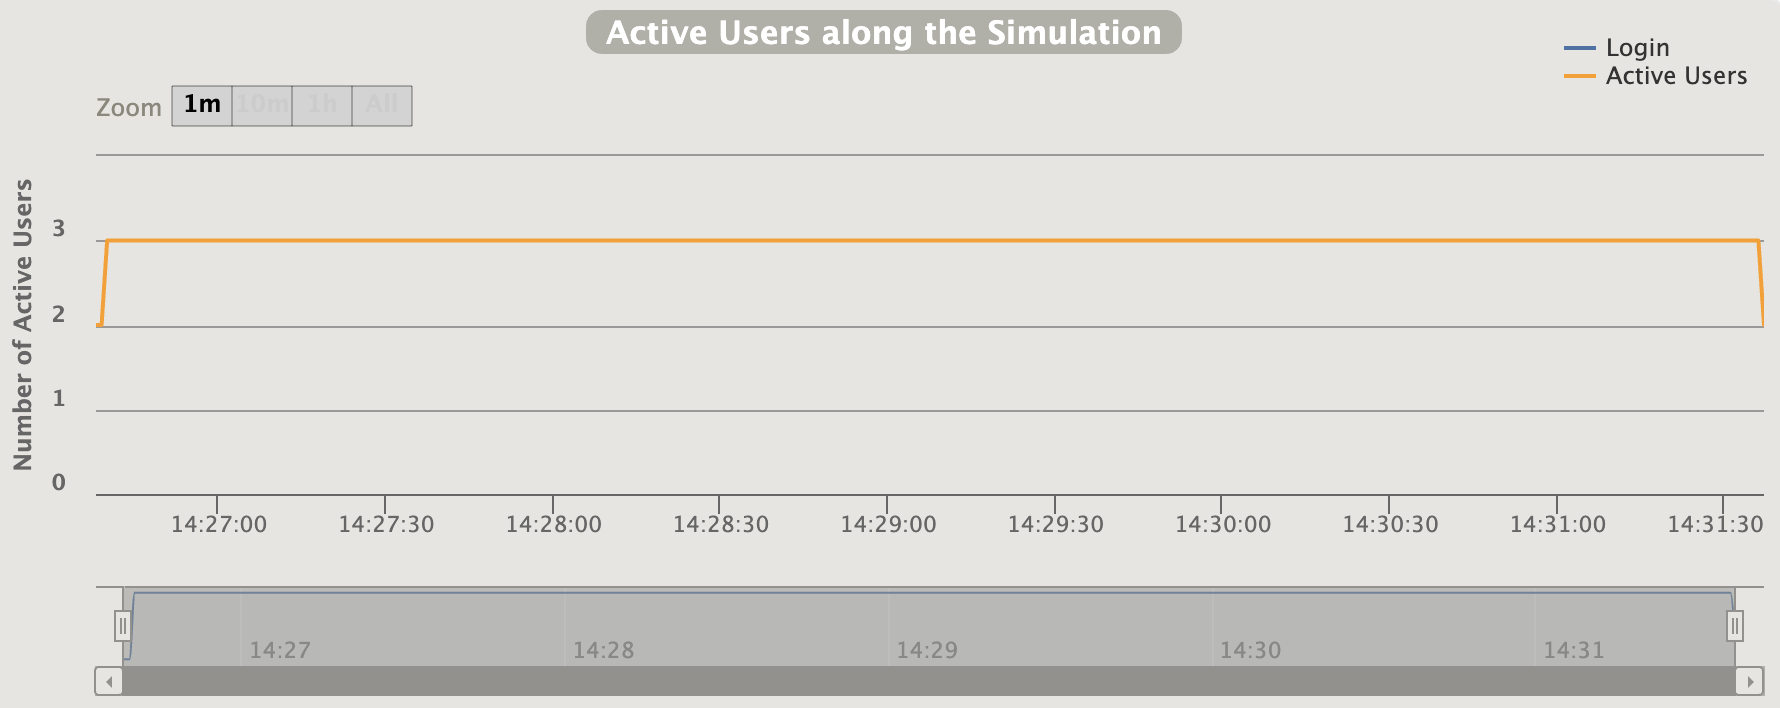 Active Users along the Simulation
Login
Active Users
Zoom 1m 10m 1h All
Number of Active Users
3
2
1
0
14:27:00 14:27:30 14:28:00 14:28:30 14:29:00 14:29:30 14:30:00 14:30:30 14:31:00 14:31:30
14:27 14:28 14:29 14:30 14:31